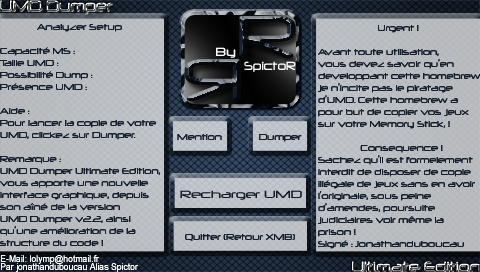 UMD Dumper
Analyzer Setup
Capacité MS :
Taille UMD :
Possibilité Dump :
Présence UMD :
Aide :
Pour lancer la copie de votre
UMD, clickez sur Dumper.
Remarque :
UMD Dumper Ultimate Edition,
vous apporte une nouvelle
interface graphique, depuis
son aîné de la version
UMD Dumper v2.2, ainsi
qu'une amélioration de la
structure du code !
E-Mail: lolymp@hotmail.fr
Par jonathanduboucau Alias Spictor
By
SpictoR
Mention
Dumper
Recharger UMD
Quitter (Retour XMB)
Urgent !
Avant toute utilisation,
vous devez savoir qu'en
developpant cette homebrew
je n'incite pas le piratage
d'UMD. Cette homebrew a
pour but de copier vos jeux
sur votre Memory Stick, !
Consequence !
Sachez qu'il est formelement
interdit de disposer de copie
illégale de jeux sans en avoir
l'originale, sous peine
d'amendes, poursuite
judiciaires voir même la
prison !
Signé : Jonathanduboucau
Ultimate Edition